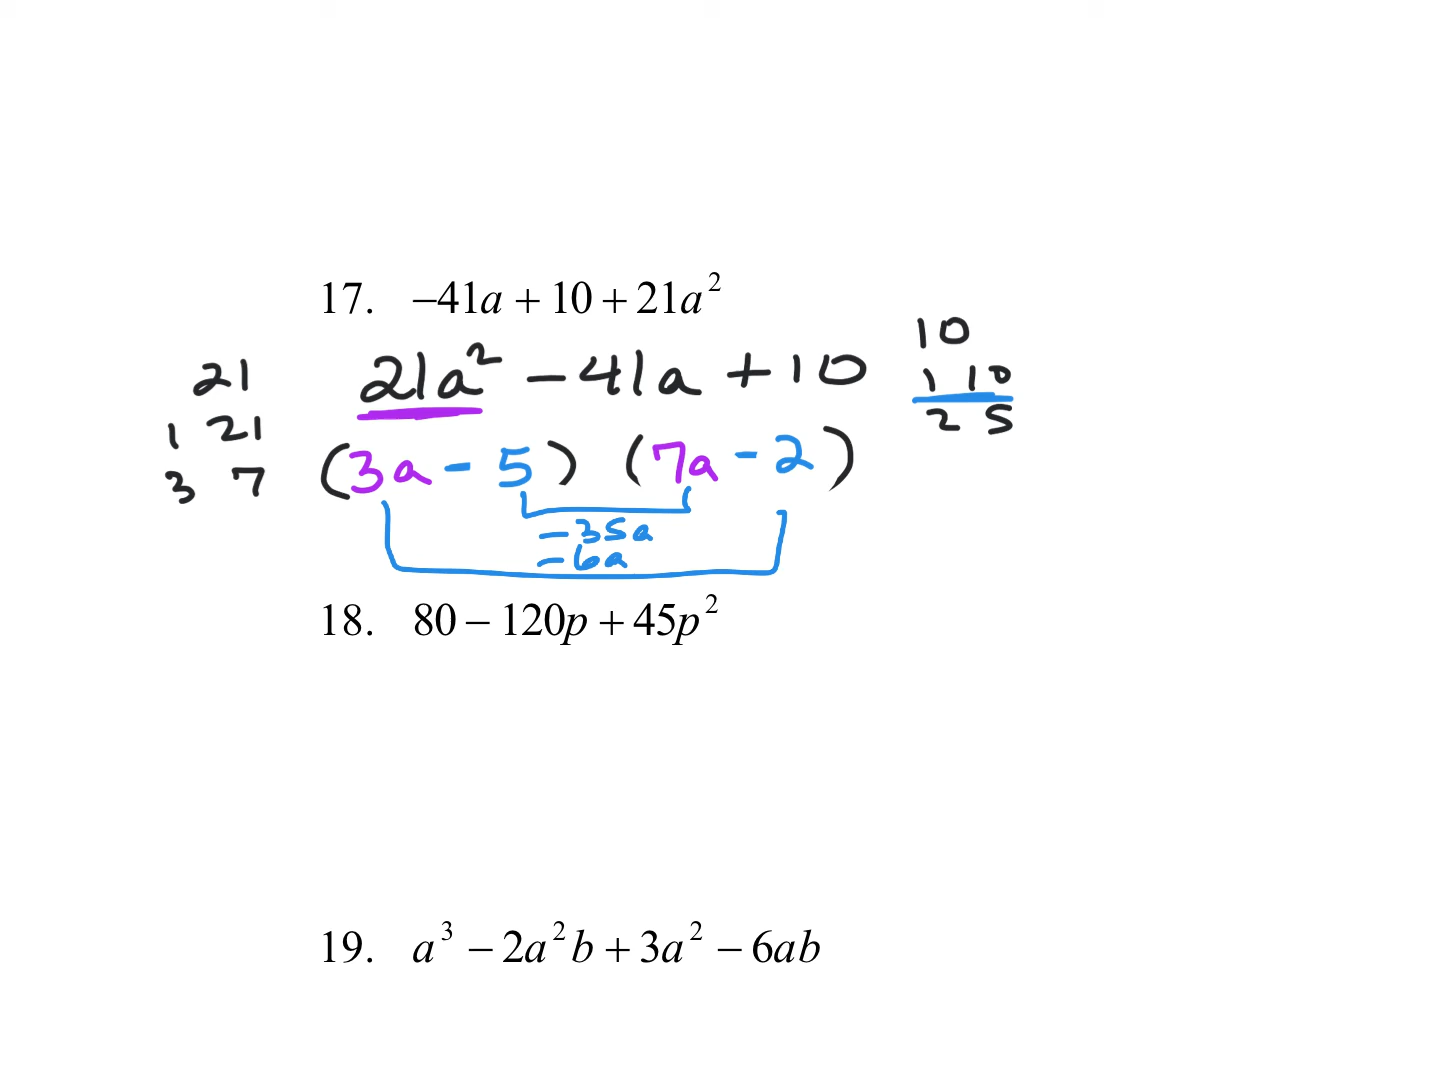 17. −41a + 10 + 21a²
10
21 21a² − 41a + 10 1 10
1 21 2 5
3 7 (3a − 5) (7a − 2)
−35a
−6a
18. 80 − 120p + 45p²
19. a³ − 2a²b + 3a² − 6ab